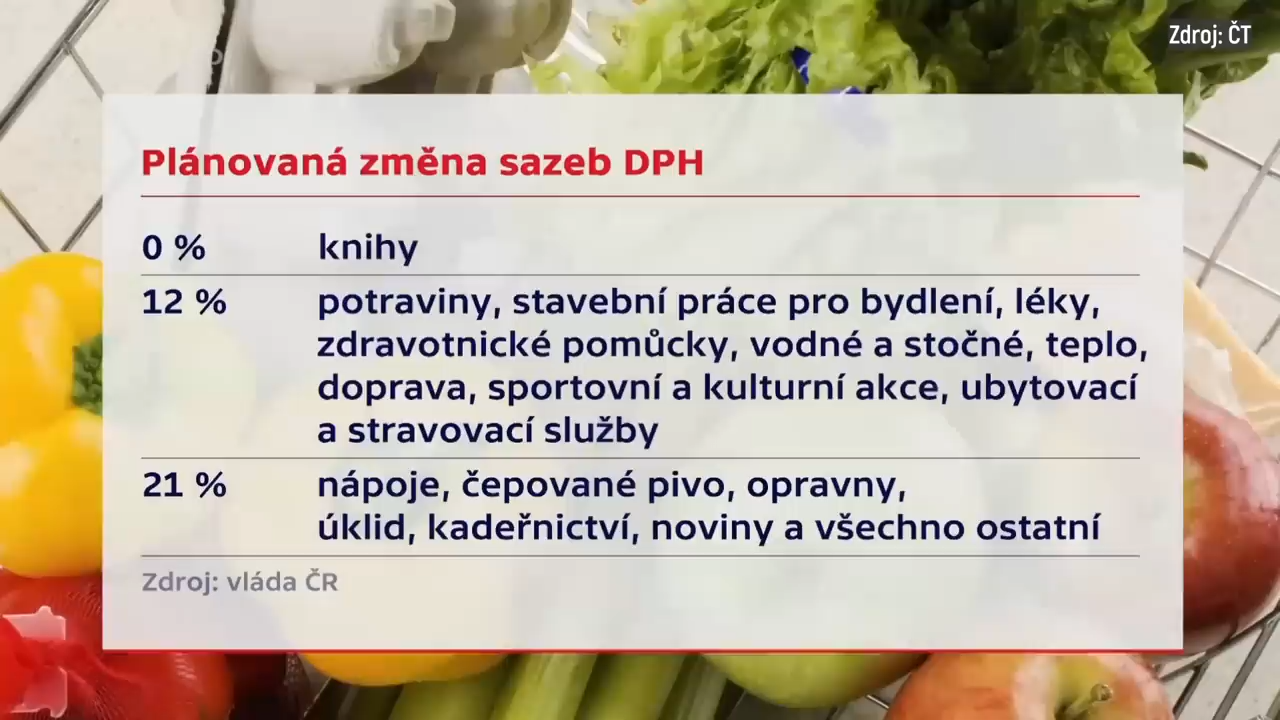 Zdroj: ČT
Plánovaná změna sazeb DPH
0 % knihy
12 % potraviny, stavební práce pro bydlení, léky,
zdravotnické pomůcky, vodné a stočné, teplo,
doprava, sportovní a kulturní akce, ubytovací
a stravovací služby
21 % nápoje, čepované pivo, opravny,
úklid, kadeřnictví, noviny a všechno ostatní
Zdroj: vláda ČR